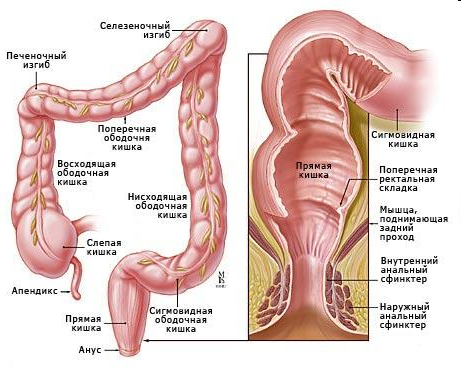 Селезеночный
изгиб
Печеночный
изгиб
Поперечная
ободочная
кишка
Восходящая
ободочная
кишка
Нисходящая
ободочная
кишка
Слепая
кишка
Апендикс
Прямая
кишка
Сигмовидная
ободочная
кишка
Анус
Сигмовидная
кишка
Прямая
кишка
Поперечная
ректальная
складка
Мышца,
поднимающая
задний
проход
Внутренний
анальный
сфинктер
Наружный
анальный
сфинктер